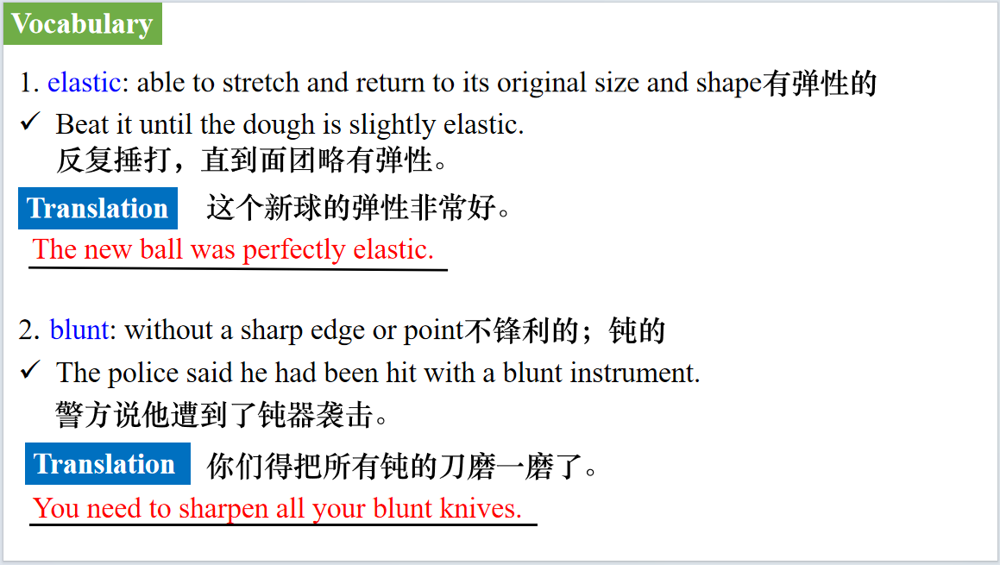 Vocabulary
1. elastic: able to stretch and return to its original size and shape有弹性的
✓ Beat it until the dough is slightly elastic.
反复捶打，直到面团略有弹性。
Translation 这个新球的弹性非常好。
The new ball was perfectly elastic.
2. blunt: without a sharp edge or point不锋利的；钝的
✓ The police said he had been hit with a blunt instrument.
警方说他遭到了钝器袭击。
Translation 你们得把所有钝的刀磨一磨了。
You need to sharpen all your blunt knives.